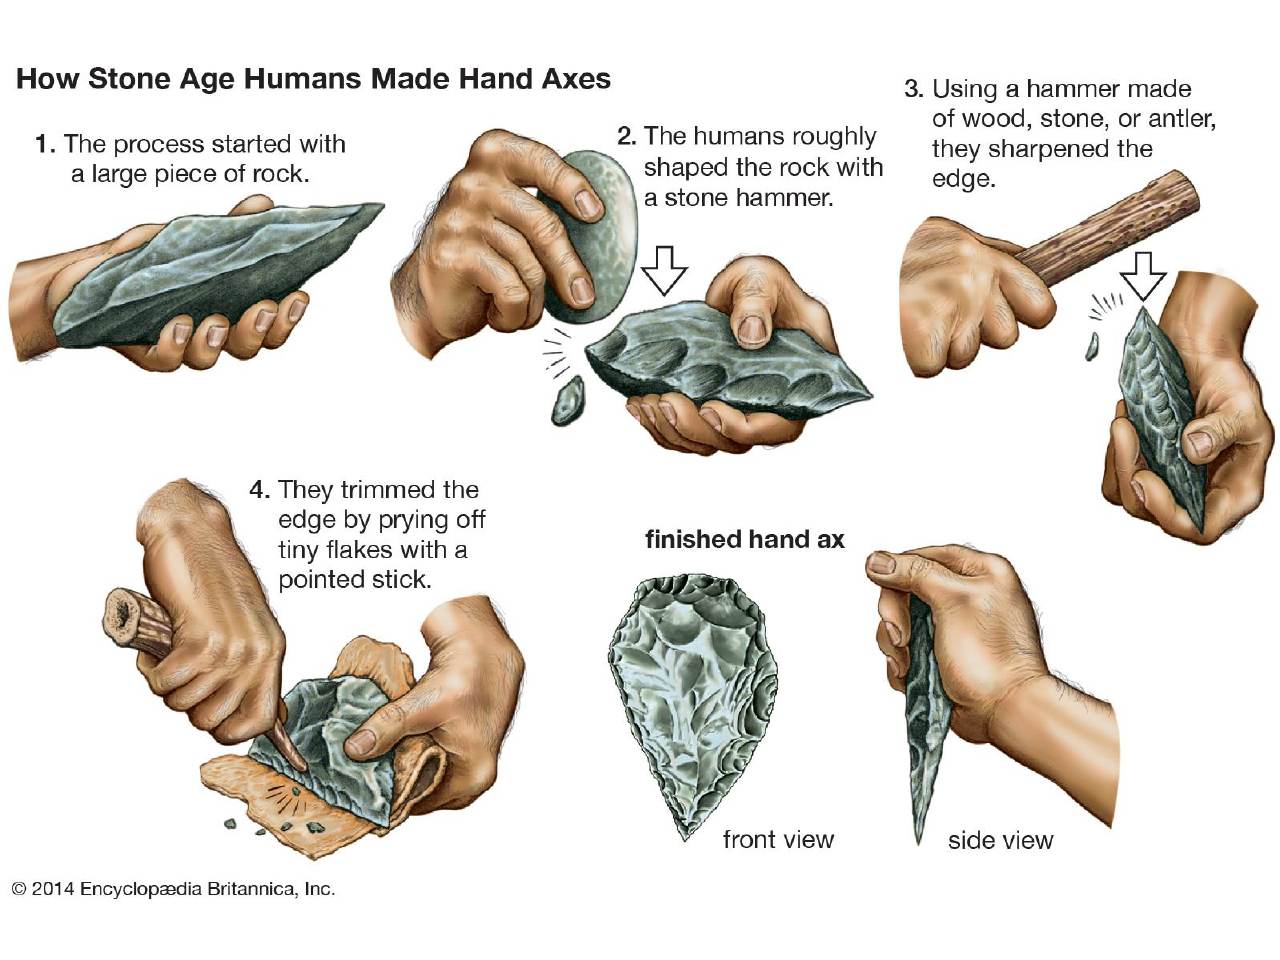 How Stone Age Humans Made Hand Axes
1. The process started with
a large piece of rock.
2. The humans roughly
shaped the rock with
a stone hammer.
3. Using a hammer made
of wood, stone, or antler,
they sharpened the
edge.
4. They trimmed the
edge by prying off
tiny flakes with a
pointed stick.
finished hand ax
front view
side view
© 2014 Encyclopædia Britannica, Inc.